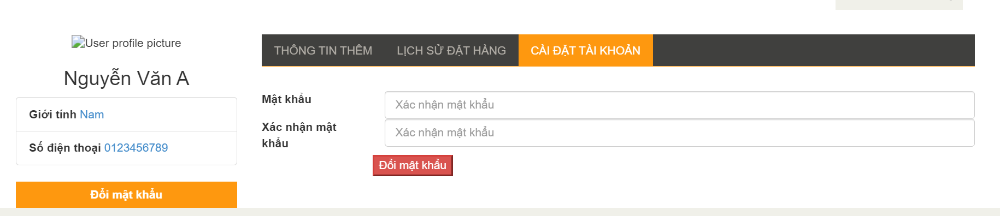 User profile picture
Nguyễn Văn A
Giới tính Nam
Số điện thoại 0123456789
Đổi mật khẩu
THÔNG TIN THÊM LỊCH SỬ ĐẶT HÀNG CÀI ĐẶT TÀI KHOẢN
Mật khẩu Xác nhận mật khẩu
Xác nhận mật Xác nhận mật khẩu
khẩu
Đổi mật khẩu